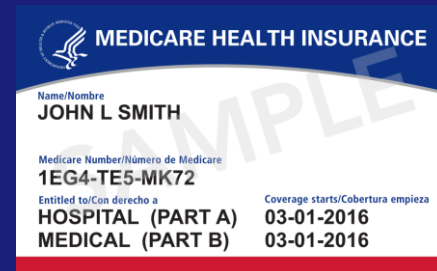 MEDICARE HEALTH INSURANCE
Name/Nombre
JOHN L SMITH
SAMPLE
Medicare Number/Número de Medicare
1EG4-TE5-MK72
Entitled to/Con derecho a Coverage starts/Cobertura empieza
HOSPITAL (PART A) 03-01-2016
MEDICAL (PART B) 03-01-2016